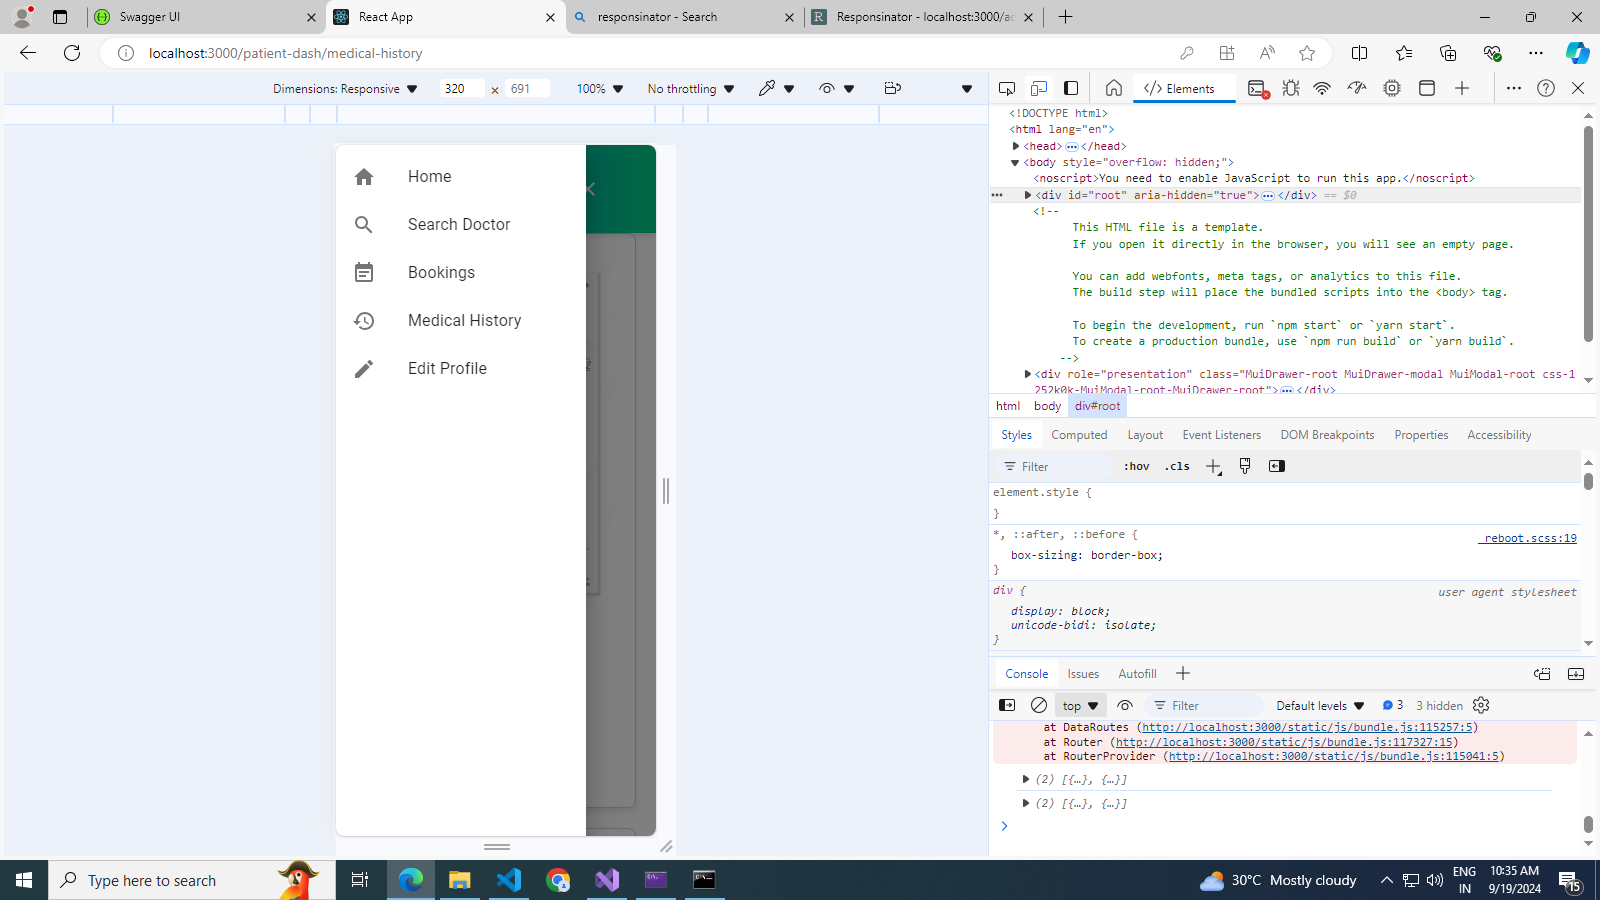 Swagger UI
React App
responsinator - Search
Responsinator - localhost:3000/ac
localhost:3000/patient-dash/medical-history
Dimensions: Responsive
320 × 691
100%
No throttling
Elements
Home
Search Doctor
Bookings
Medical History
Edit Profile
<!DOCTYPE html>
<html lang="en">
<head>…</head>
<body style="overflow: hidden;">
<noscript>You need to enable JavaScript to run this app.</noscript>
<div id="root" aria-hidden="true">…</div> == $0
<!--
This HTML file is a template.
If you open it directly in the browser, you will see an empty page.
You can add webfonts, meta tags, or analytics to this file.
The build step will place the bundled scripts into the <body> tag.
To begin the development, run `npm start` or `yarn start`.
To create a production bundle, use `npm run build` or `yarn build`.
-->
<div role="presentation" class="MuiDrawer-root MuiDrawer-modal MuiModal-root css-1
252k0k-MuiModal-root-MuiDrawer-root">…</div>
html body div#root
Styles Computed Layout Event Listeners DOM Breakpoints Properties Accessibility
Filter :hov .cls
element.style {
}
*, ::after, ::before { _reboot.scss:19
box-sizing: border-box;
}
div { user agent stylesheet
display: block;
unicode-bidi: isolate;
}
Console Issues Autofill
top Filter Default levels 3 3 hidden
at DataRoutes (http://localhost:3000/static/js/bundle.js:115257:5)
at Router (http://localhost:3000/static/js/bundle.js:117327:15)
at RouterProvider (http://localhost:3000/static/js/bundle.js:115041:5)
(2) [{…}, {…}]
(2) [{…}, {…}]
Type here to search
30°C Mostly cloudy
ENG
IN
10:35 AM
9/19/2024
15